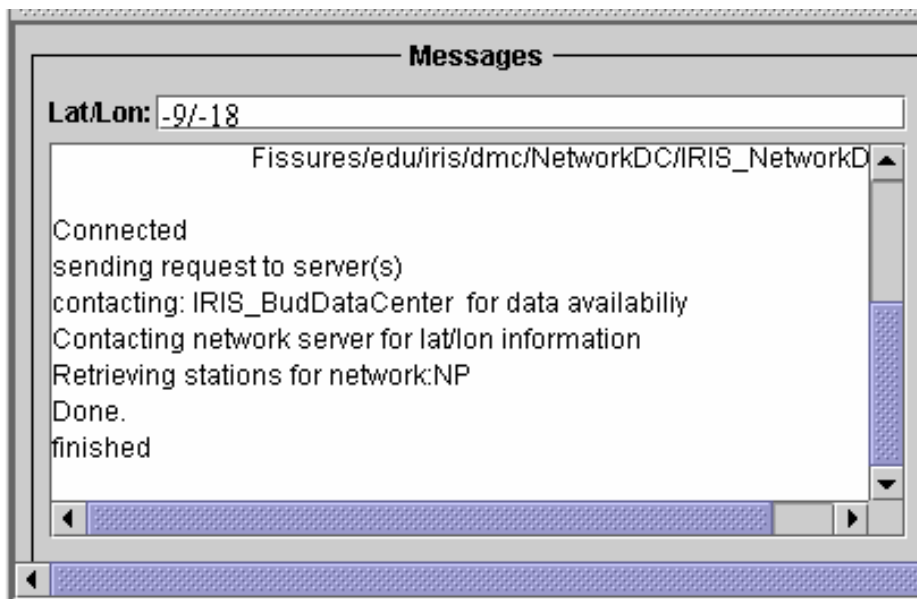 Messages
Lat/Lon: -9/-18
Fissures/edu/iris/dmc/NetworkDC/IRIS_NetworkD
Connected
sending request to server(s)
contacting: IRIS_BudDataCenter for data availabiliy
Contacting network server for lat/lon information
Retrieving stations for network:NP
Done.
finished